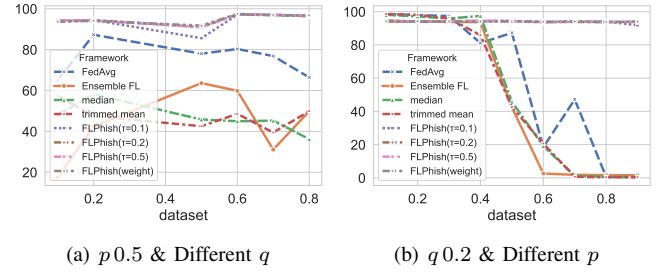 100
80
60
40
20
Framework
FedAvg
Ensemble FL
median
trimmed mean
FLPhish(τ=0.1)
FLPhish(τ=0.2)
FLPhish(τ=0.5)
FLPhish(weight)
0.2 0.4 0.6 0.8
dataset
(a) p 0.5 & Different q
100
80
60
40
20
0
Framework
FedAvg
Ensemble FL
median
trimmed mean
FLPhish(τ=0.1)
FLPhish(τ=0.2)
FLPhish(τ=0.5)
FLPhish(weight)
0.2 0.4 0.6 0.8
dataset
(b) q 0.2 & Different p